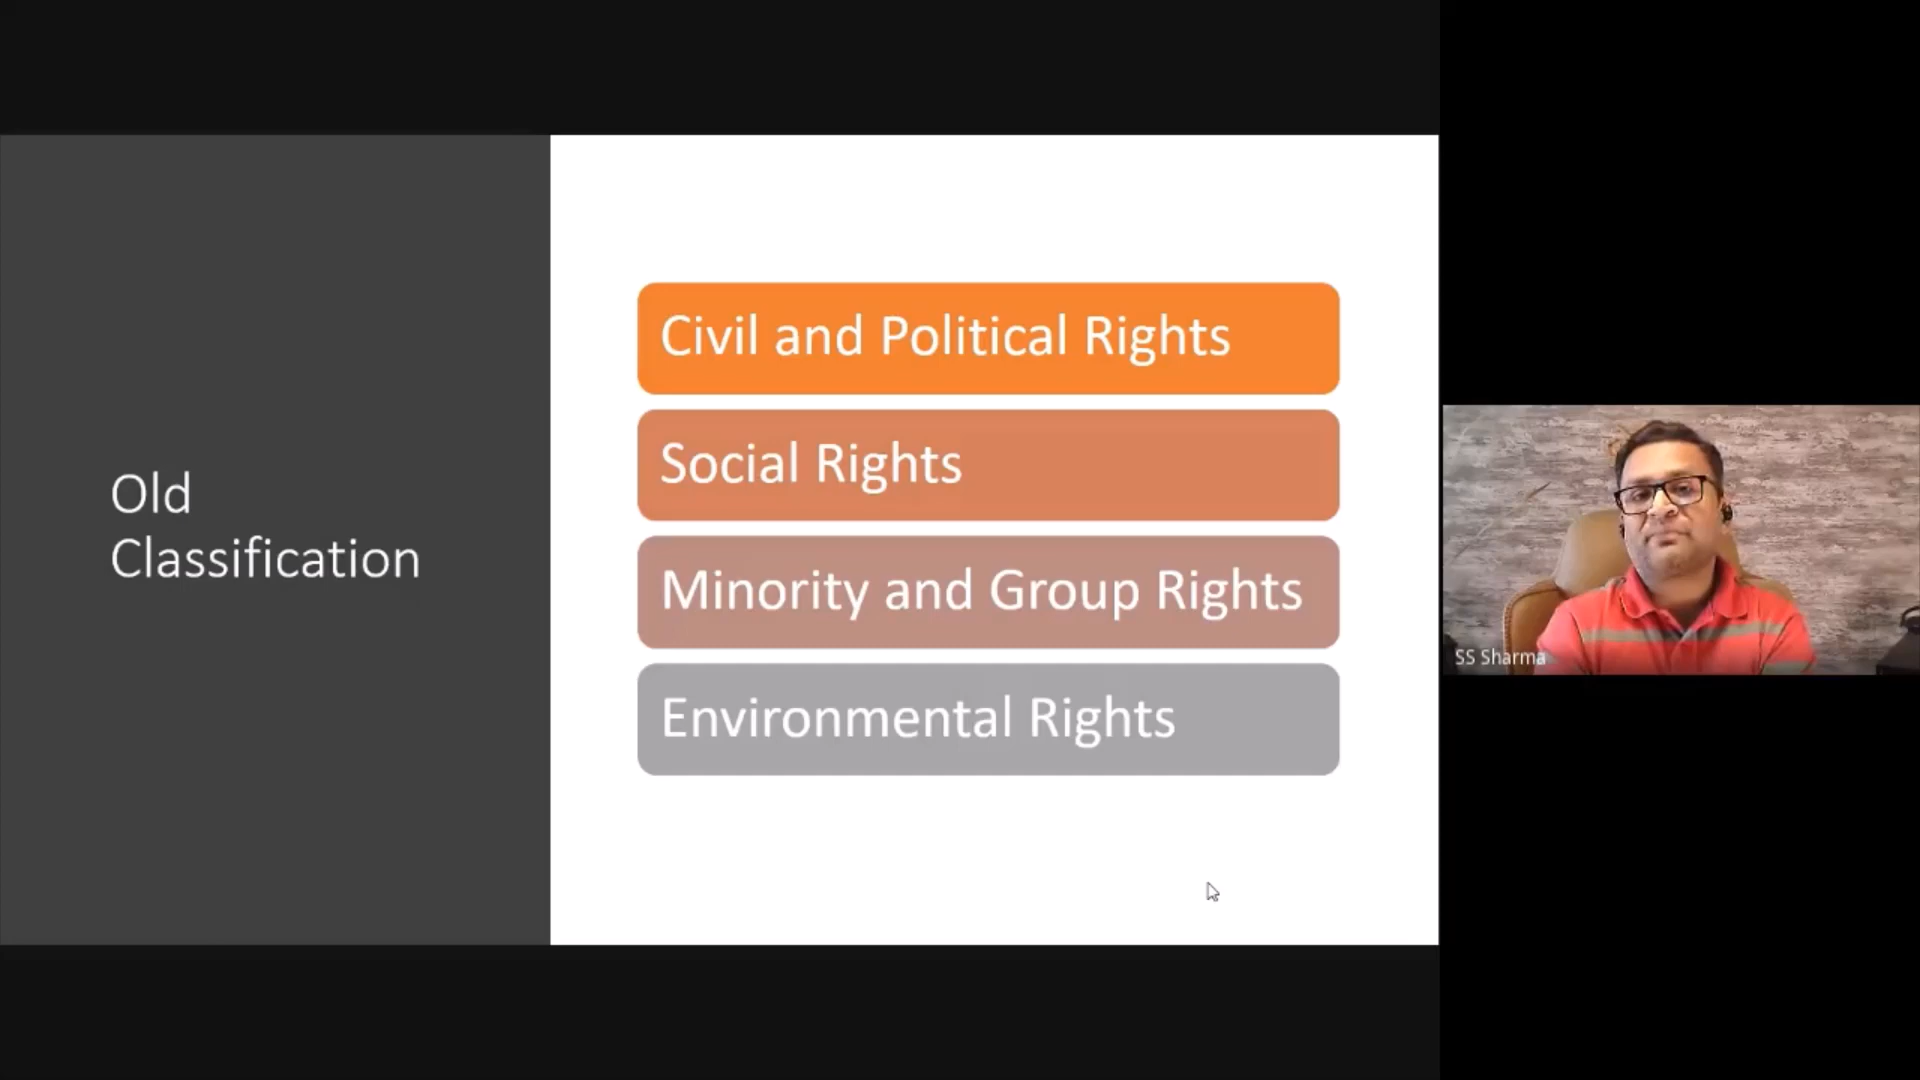 Old
Classification
Civil and Political Rights
Social Rights
Minority and Group Rights
Environmental Rights
SS Sharma